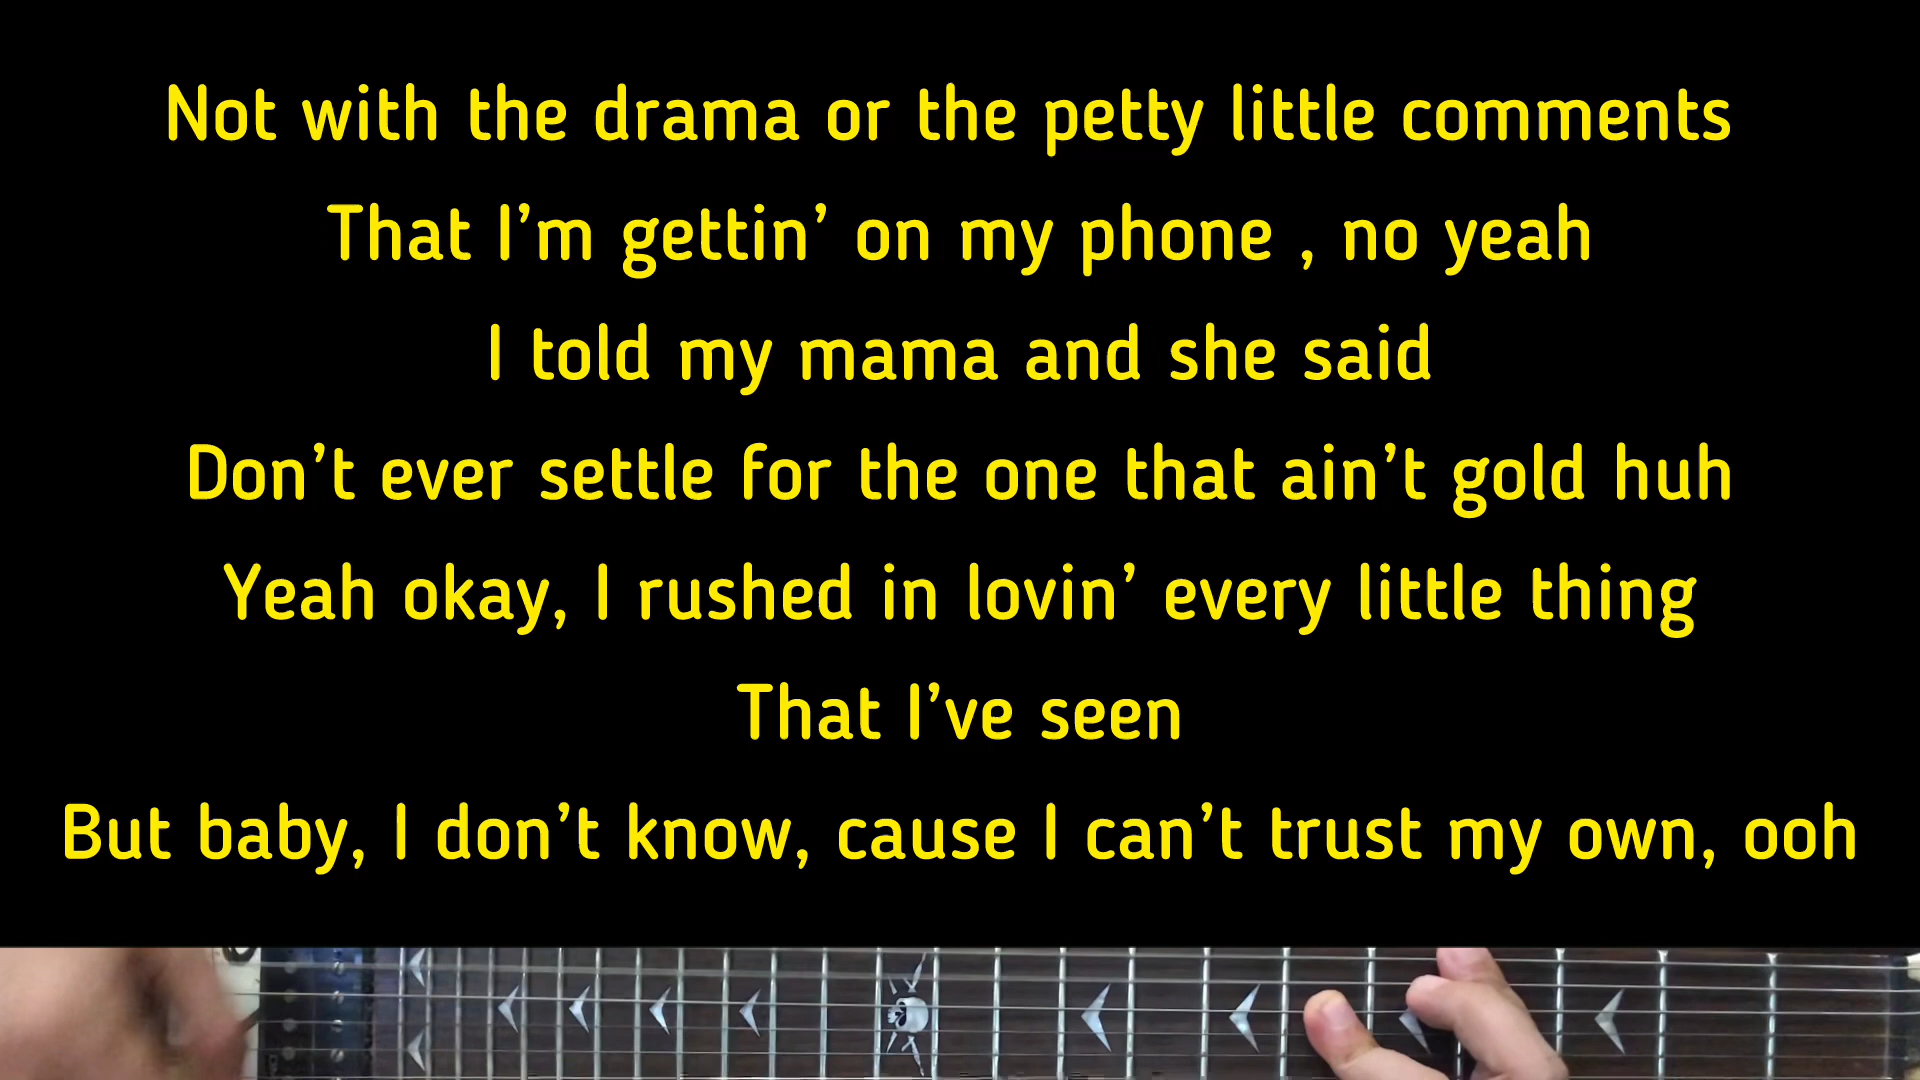 Not with the drama or the petty little comments
That I’m gettin’ on my phone , no yeah
I told my mama and she said
Don’t ever settle for the one that ain’t gold huh
Yeah okay, I rushed in lovin’ every little thing
That I’ve seen
But baby, I don’t know, cause I can’t trust my own, ooh